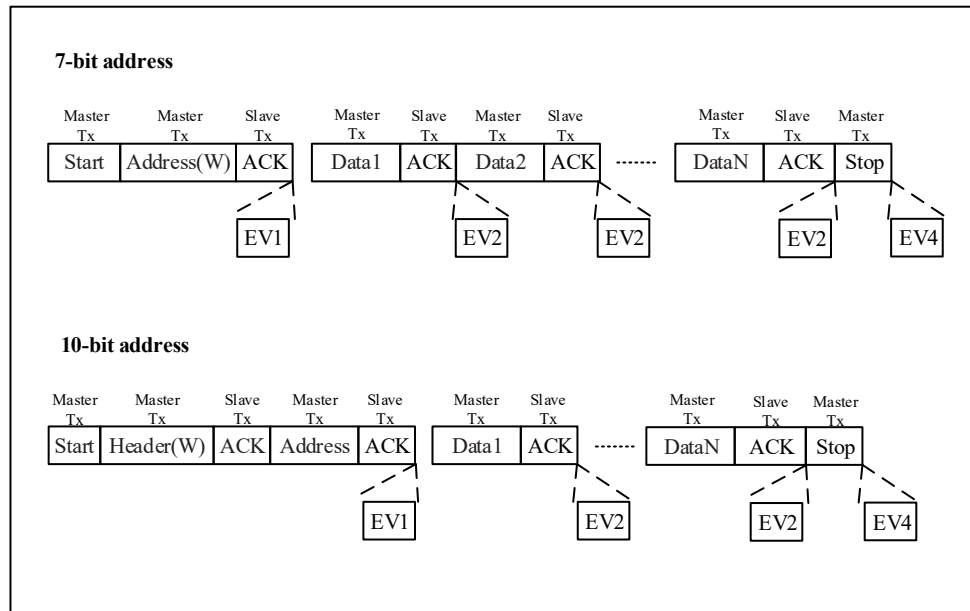 7-bit address
Master Master Slave Master Slave Master Slave Master Slave Master
Tx Tx Tx Tx Tx Tx Tx Tx Tx Tx
Start Address(W) ACK Data1 ACK Data2 ACK DataN ACK Stop
EV1 EV2 EV2 EV2 EV4
10-bit address
Master Master Slave Master Slave Master Slave Master Slave Master
Tx Tx Tx Tx Tx Tx Tx Tx Tx Tx
Start Header(W) ACK Address ACK Data1 ACK DataN ACK Stop
EV1 EV2 EV2 EV4